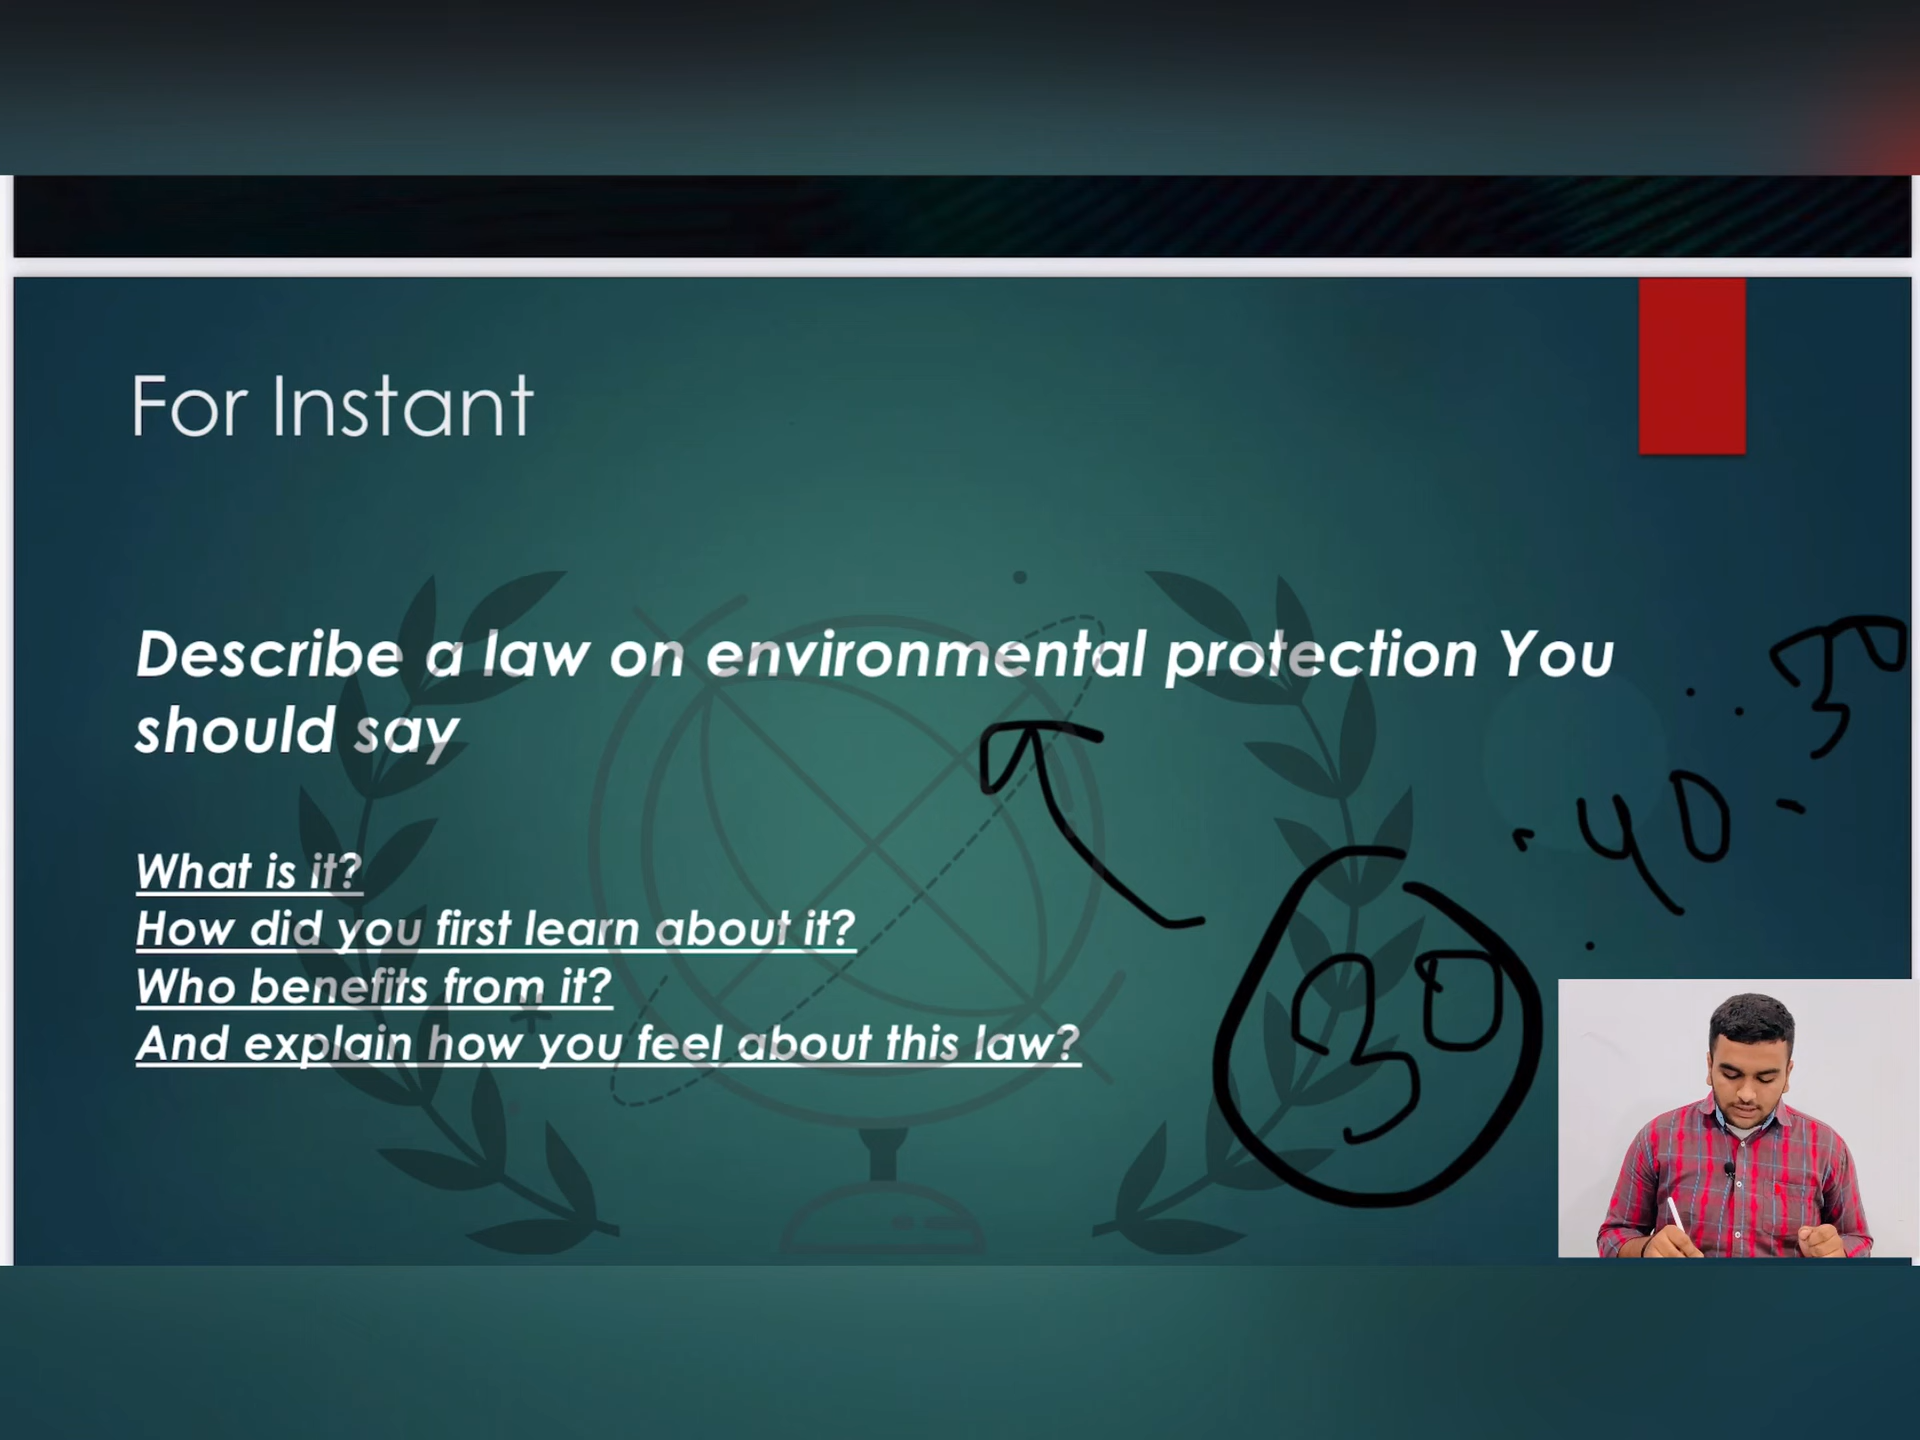 For Instant
Describe a law on environmental protection You
should say
What is it?
How did you first learn about it?
Who benefits from it?
And explain how you feel about this law?
30
40
30